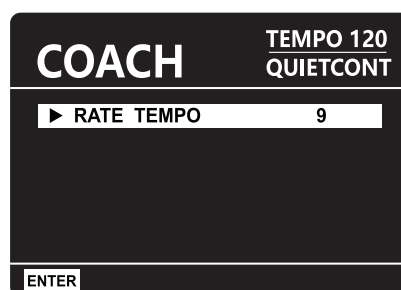 COACH
TEMPO 120
QUIETCONT
▶ RATE TEMPO 9
ENTER